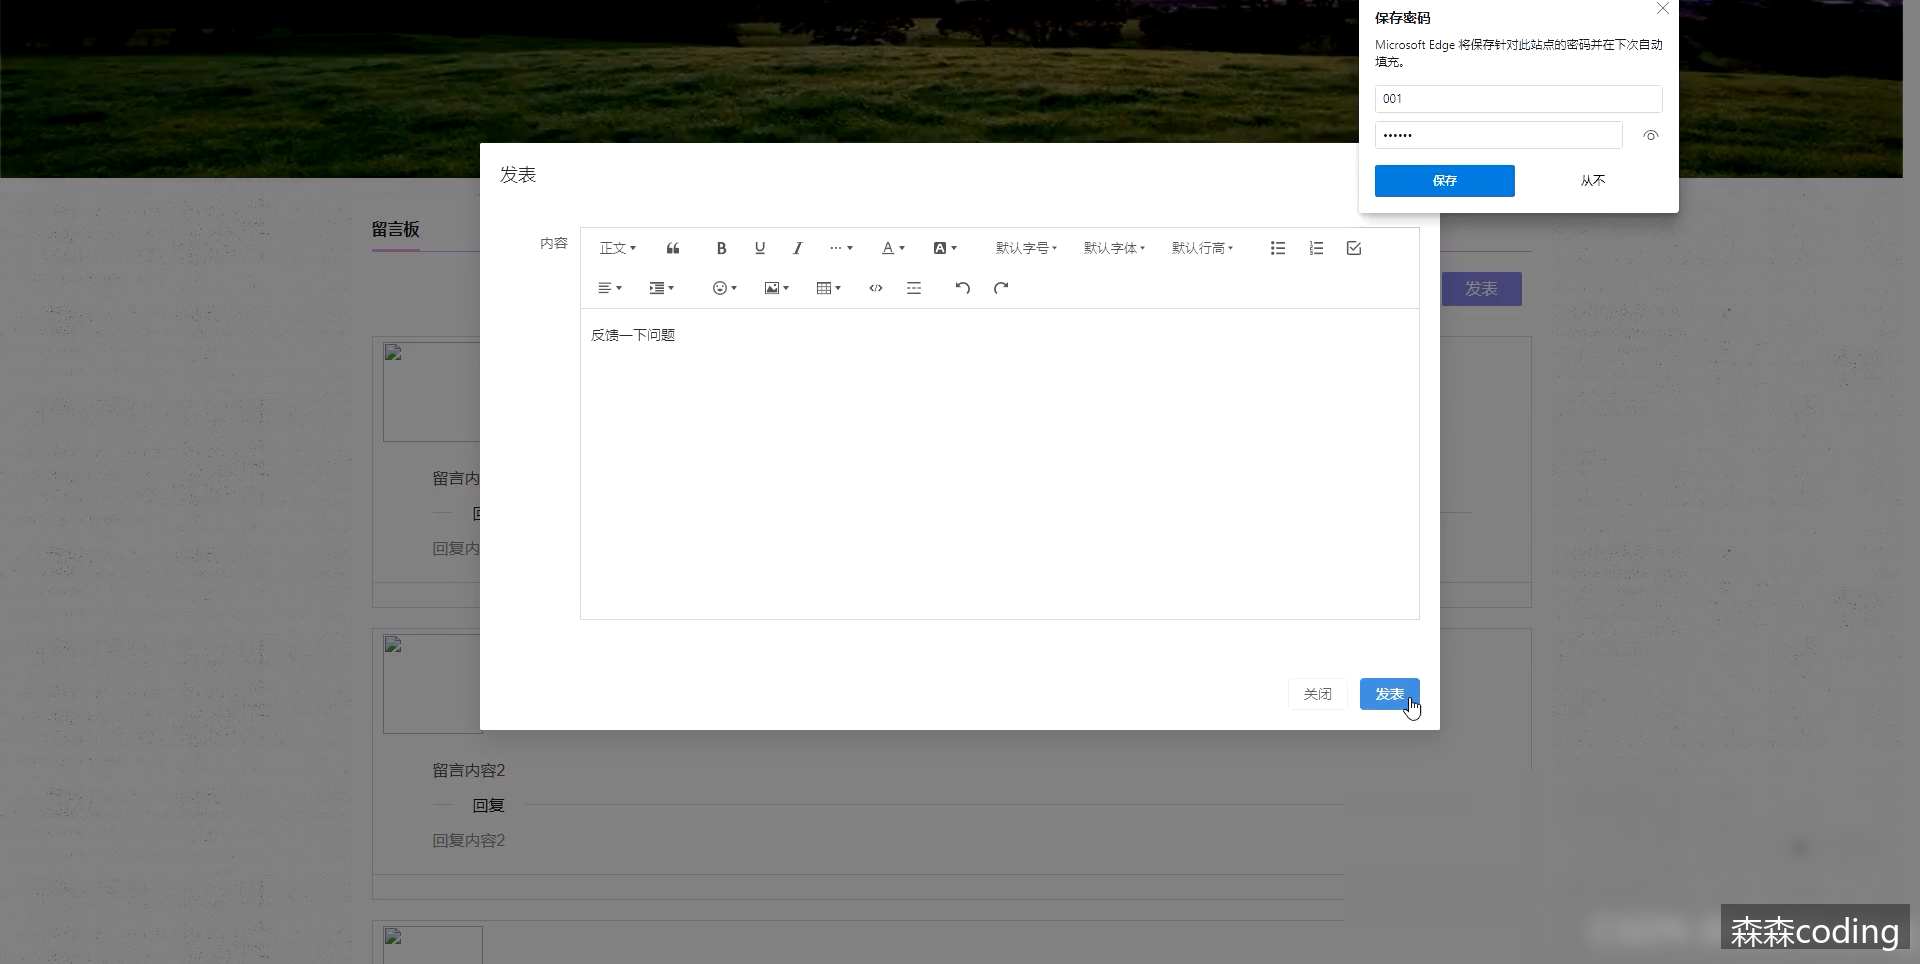 保存密码
Microsoft Edge 将保存针对此站点的密码并在下次自动
填充。
001
••••••
保存
从不
发表
留言板
内容
正文
默认字号
默认字体
默认行高
发表
反馈一下问题
留言内
回复内
关闭
发表
留言内容2
回复
回复内容2
森森coding